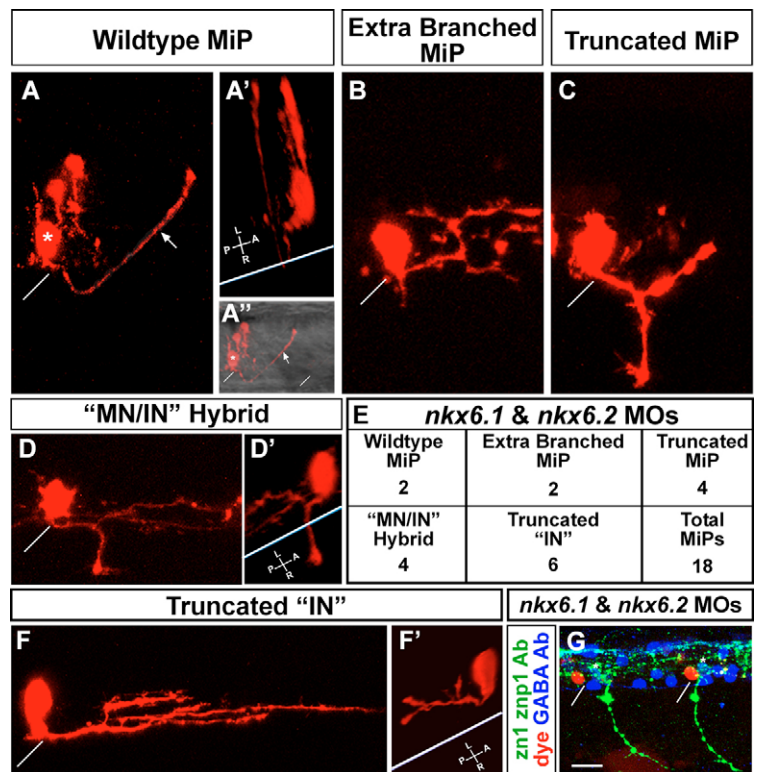 Wildtype MiP
Extra Branched
MiP
Truncated MiP
A
*
A'
L
P
A
R
A''
*
B
C
"MN/IN" Hybrid
D
D'
L
P
A
R
E
nkx6.1 & nkx6.2 MOs
Wildtype
MiP
2
Extra Branched
MiP
2
Truncated
MiP
4
"MN/IN"
Hybrid
4
Truncated
"IN"
6
Total
MiPs
18
Truncated "IN"
F
F'
L
P
A
R
nkx6.1 & nkx6.2 MOs
zn1 znp1 Ab
dye GABA Ab
G
*
*